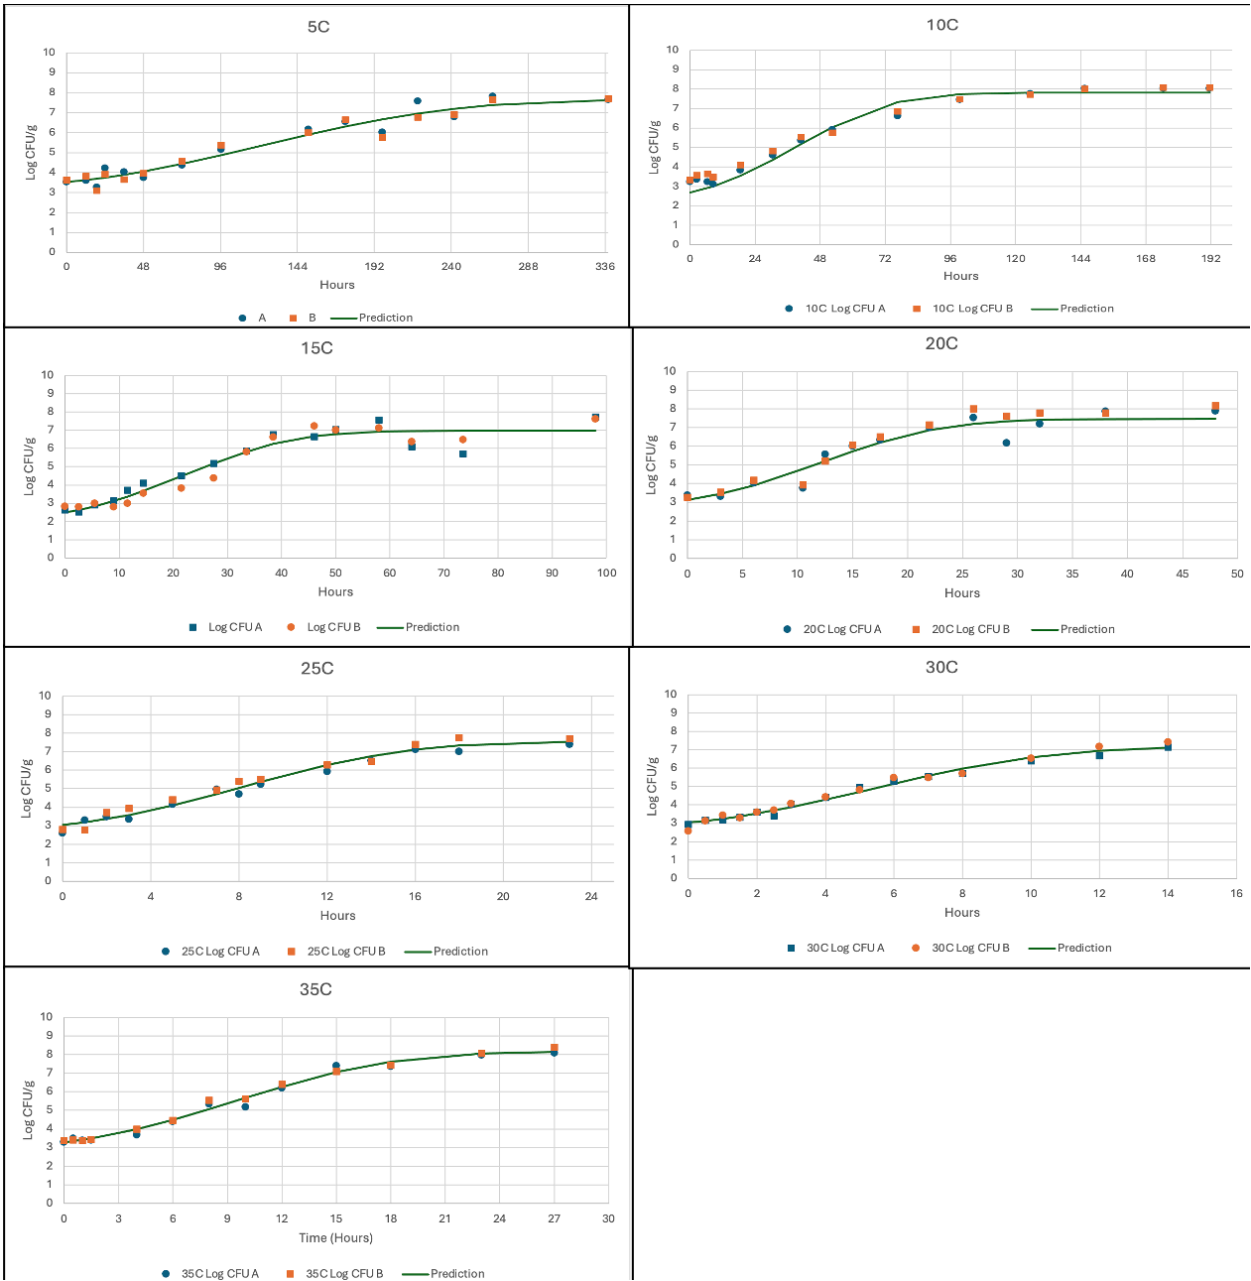 5C
10
9
8
7
6
5
4
3
2
1
0
Log CFU/g
0 48 96 144 192 240 288 336
Hours
A B Prediction
10C
10
9
8
7
6
5
4
3
2
1
0
Log CFU/g
0 24 48 72 96 120 144 168 192
Hours
10C Log CFU A 10C Log CFU B Prediction
15C
10
9
8
7
6
5
4
3
2
1
0
Log CFU/g
0 10 20 30 40 50 60 70 80 90 100
Hours
Log CFU A Log CFU B Prediction
20C
10
9
8
7
6
5
4
3
2
1
0
Log CFU/g
0 5 10 15 20 25 30 35 40 45 50
Hours
20C Log CFU A 20C Log CFU B Prediction
25C
10
9
8
7
6
5
4
3
2
1
0
Log CFU/g
0 4 8 12 16 20 24
Hours
25C Log CFU A 25C Log CFU B Prediction
30C
10
9
8
7
6
5
4
3
2
1
0
Log CFU/g
0 2 4 6 8 10 12 14 16
Hours
30C Log CFU A 30C Log CFU B Prediction
35C
10
9
8
7
6
5
4
3
2
1
0
Log CFU/g
0 3 6 9 12 15 18 21 24 27 30
Time (Hours)
35C Log CFU A 35C Log CFU B Prediction